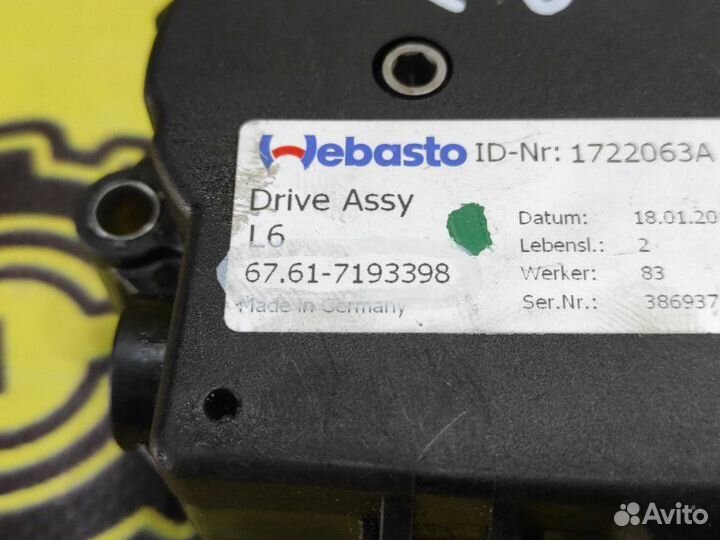 Webasto ID-Nr: 1722063A
Drive Assy
L6
67.61-7193398
Made in Germany
Datum: 18.01.20
Lebensl.: 2
Werker: 83
Ser.Nr.: 386937
Avito